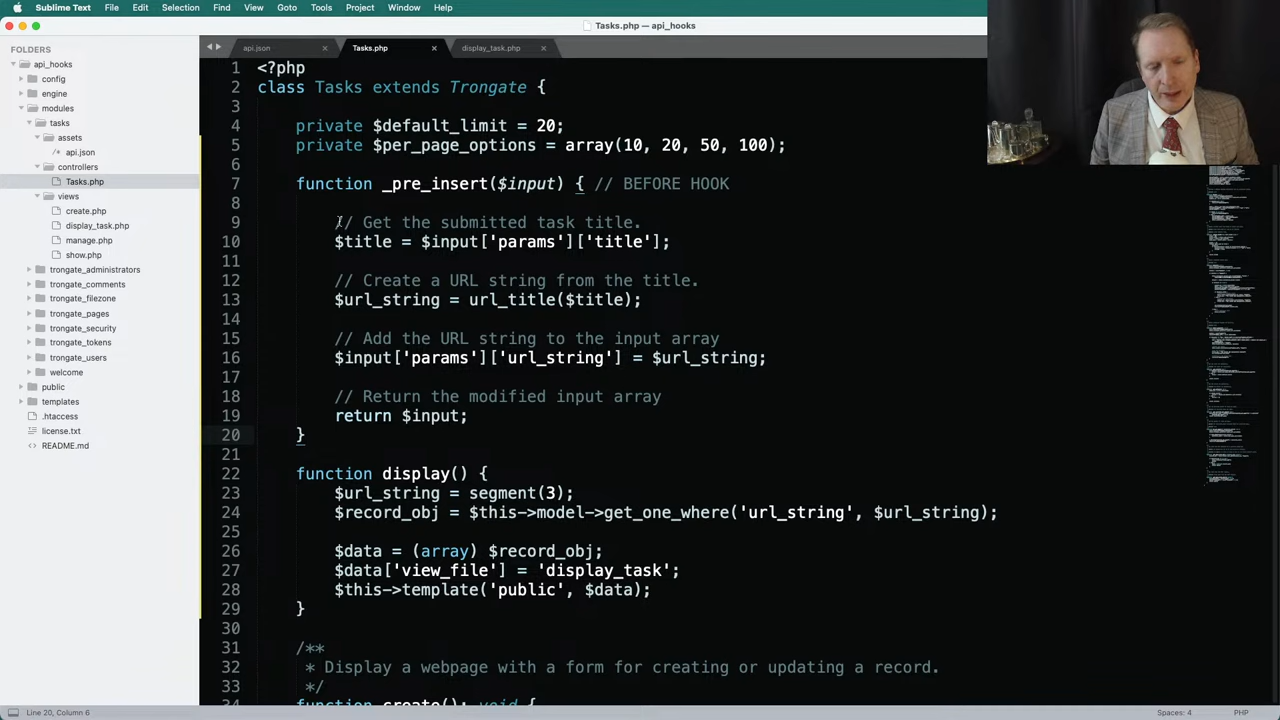 Sublime Text File Edit Selection Find View Goto Tools Project Window Help
Tasks.php — api_hooks
FOLDERS
api_hooks
config
engine
modules
tasks
assets
api.json
controllers
Tasks.php
views
create.php
display_task.php
manage.php
show.php
trongate_administrators
trongate_comments
trongate_filezone
trongate_pages
trongate_security
trongate_tokens
trongate_users
welcome
public
templates
.htaccess
license.txt
README.md
api.json Tasks.php display_task.php
1 <?php
2 class Tasks extends Trongate {
3
4 private $default_limit = 20;
5 private $per_page_options = array(10, 20, 50, 100);
6
7 function _pre_insert($input) { // BEFORE HOOK
8
9 // Get the submitted task title.
10 $title = $input['params']['title'];
11
12 Create URL string from the title.
13 $url_string = url_title($title);
14
15 Add the URL string to the input array
16 $input['params']['url_string'] = $url_string;
17
18 Return the modified input array
19 return $input;
20 }
21
22 function display() {
23 $url_string = segment(3);
24 $record_obj = $this->model->get_one_where('url_string', $url_string);
25
26 $data = (array) $record_obj;
27 $data['view_file'] = 'display_task';
28 $this->template('public', $data);
29 }
30
31 /**
32 * Display a webpage with a form for creating or updating a record.
33 */
34 function create(): void {
Line 20, Column 6 Spaces: 4 PHP